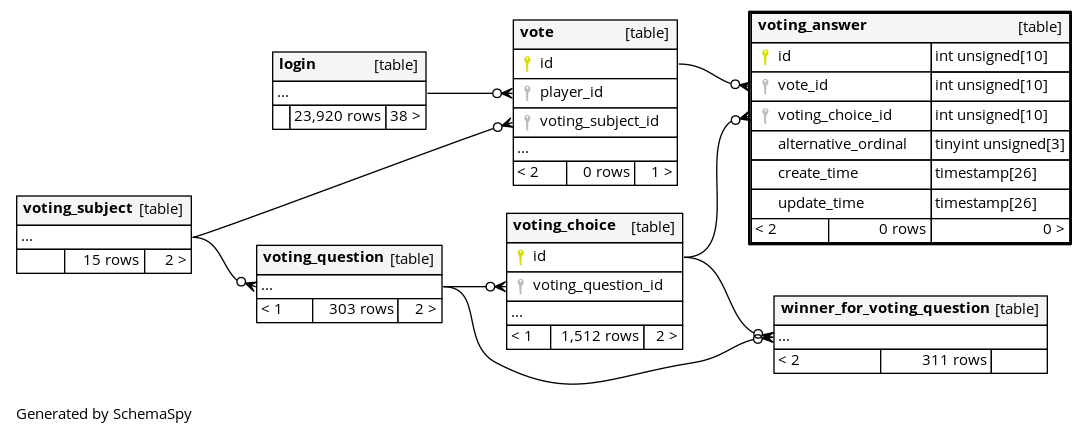 login [table]
...
23,920 rows 38 >
vote [table]
id
player_id
voting_subject_id
...
< 2 0 rows 1 >
voting_answer [table]
id int unsigned[10]
vote_id int unsigned[10]
voting_choice_id int unsigned[10]
alternative_ordinal tinyint unsigned[3]
create_time timestamp[26]
update_time timestamp[26]
< 2 0 rows 0 >
voting_subject [table]
...
15 rows 2 >
voting_question [table]
...
< 1 303 rows 2 >
voting_choice [table]
id
voting_question_id
...
< 1 1,512 rows 2 >
winner_for_voting_question [table]
...
< 2 311 rows
Generated by SchemaSpy